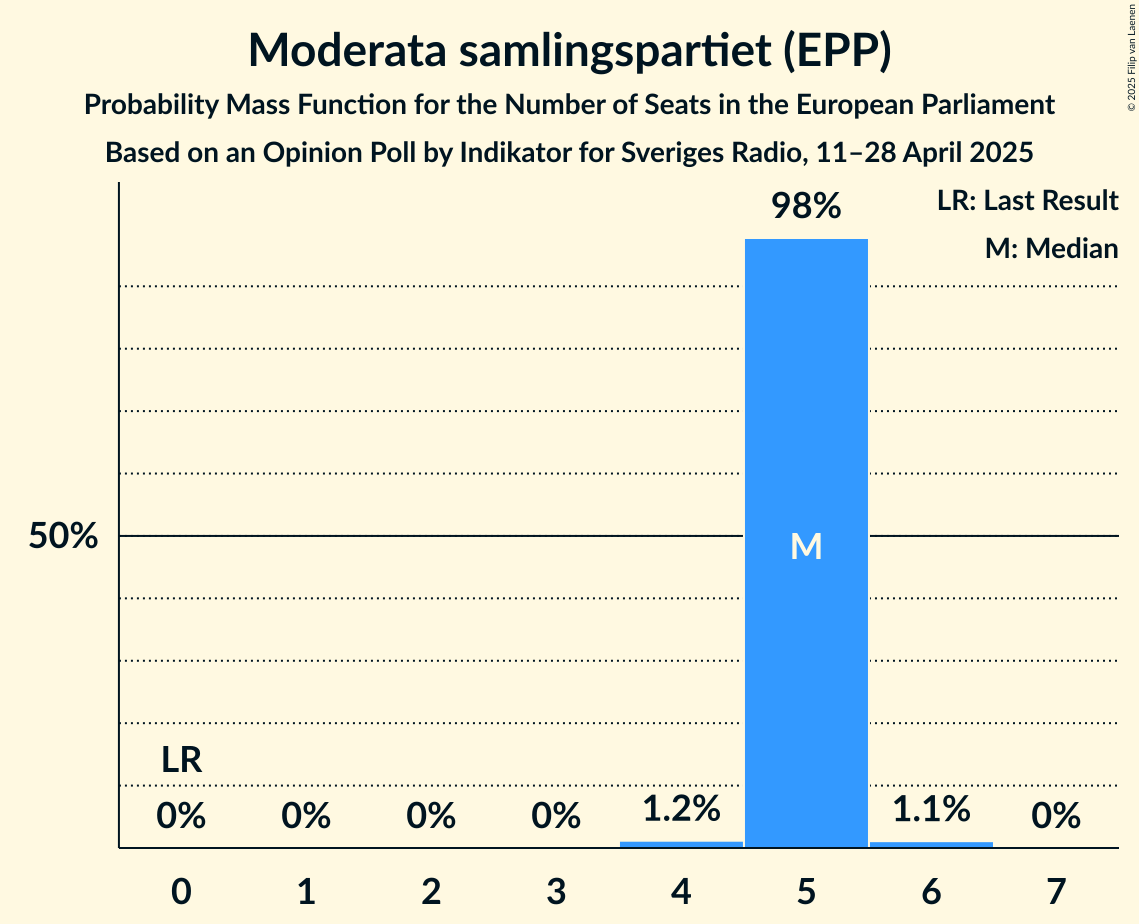 Moderata samlingspartiet (EPP)
Probability Mass Function for the Number of Seats in the European Parliament
Based on an Opinion Poll by Indikator for Sveriges Radio, 11–28 April 2025
© 2025 Filip van Laenen
LR: Last Result
M: Median
98%
50%
M
LR
0% 0% 0% 0% 1.2% 1.1% 0%
0 1 2 3 4 5 6 7